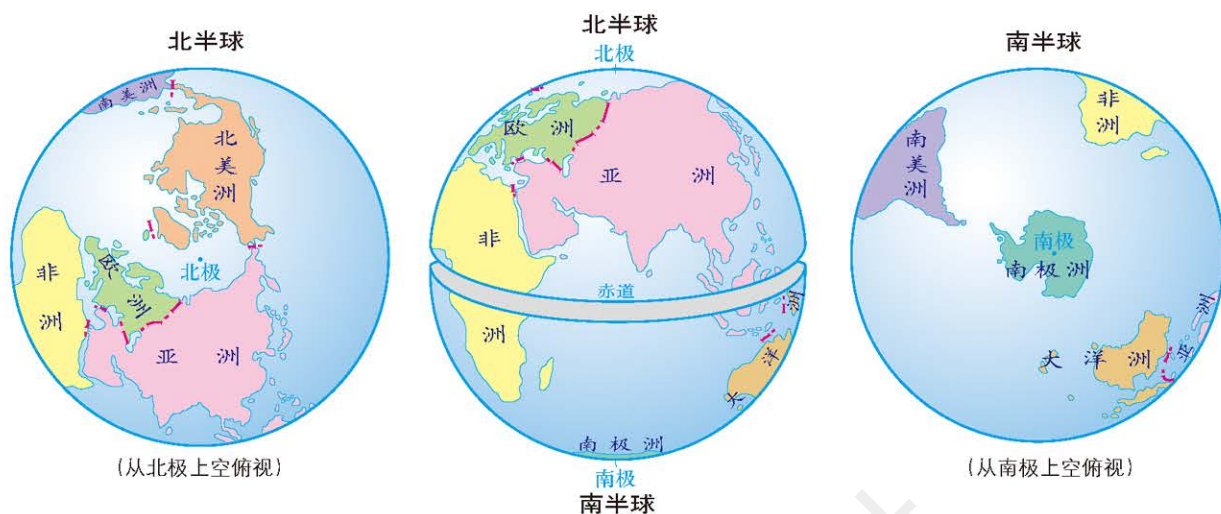 北半球
南美洲
北美洲
欧洲
北极
非洲
亚洲
(从北极上空俯视)
北半球
北极
欧洲
亚洲
非
赤道
洲
洲
洋
大
南极洲
南极
南半球
南半球
非洲
南美洲
南极
南极洲
大洋洲
亚洲
(从南极上空俯视)